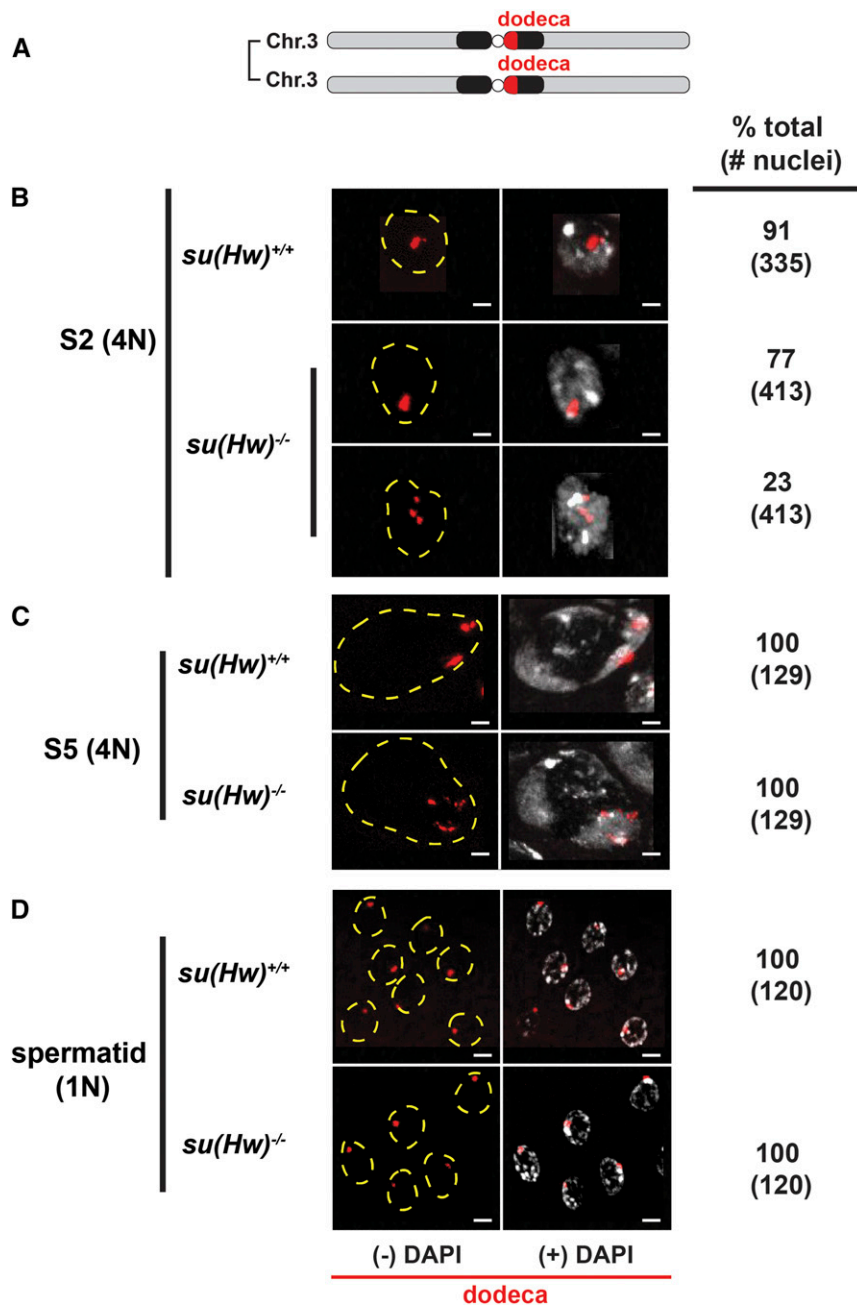 A
dodeca
Chr.3
dodeca
Chr.3
% total
(# nuclei)
B
S2 (4N)
su(Hw)+/+
91
(335)
su(Hw)-/-
77
(413)
23
(413)
C
S5 (4N)
su(Hw)+/+
100
(129)
su(Hw)-/-
100
(129)
D
spermatid
(1N)
su(Hw)+/+
100
(120)
su(Hw)-/-
100
(120)
(-) DAPI
(+) DAPI
dodeca